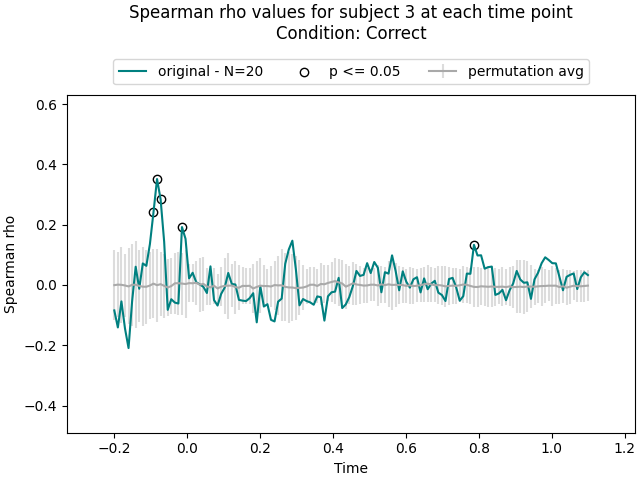 Spearman rho values for subject 3 at each time point
Condition: Correct
original - N=20 p <= 0.05 permutation avg
0.6
0.4
0.2
0.0
−0.2
−0.4
Spearman rho
−0.2 0.0 0.2 0.4 0.6 0.8 1.0 1.2
Time